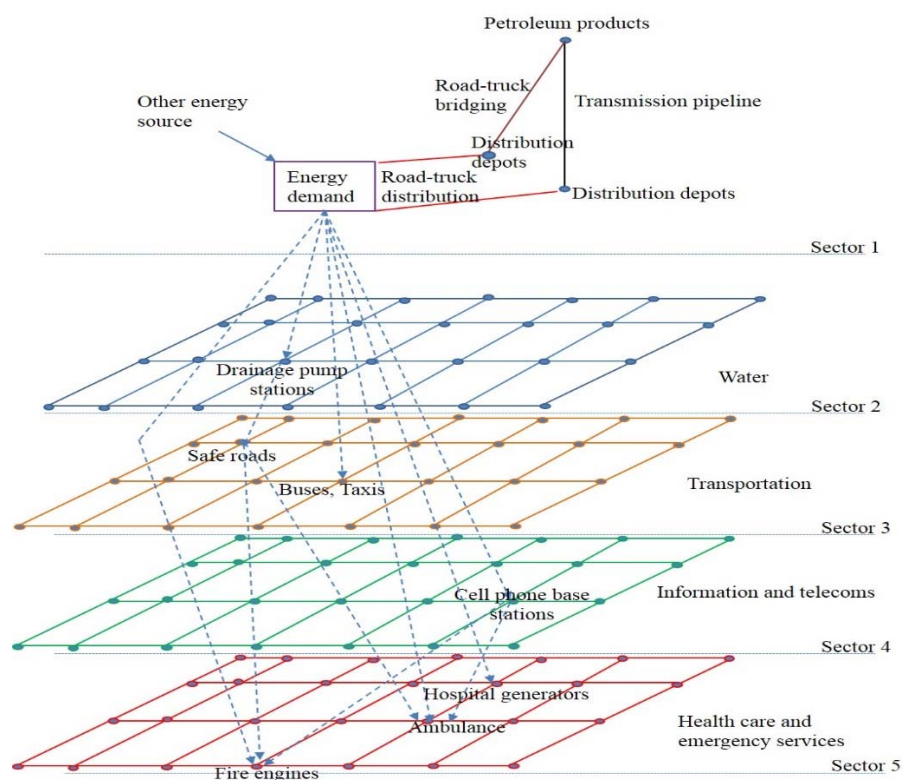 Petroleum products
Road-truck
bridging
Transmission pipeline
Other energy
source
Distribution
depots
Energy
demand
Road-truck
distribution
Distribution depots
Sector 1
Drainage pump
stations
Water
Sector 2
Safe roads
Buses, Taxis
Transportation
Sector 3
Cell phone base
stations
Information and telecoms
Sector 4
Hospital generators
Ambulance
Health care and
emergency services
Fire engines
Sector 5